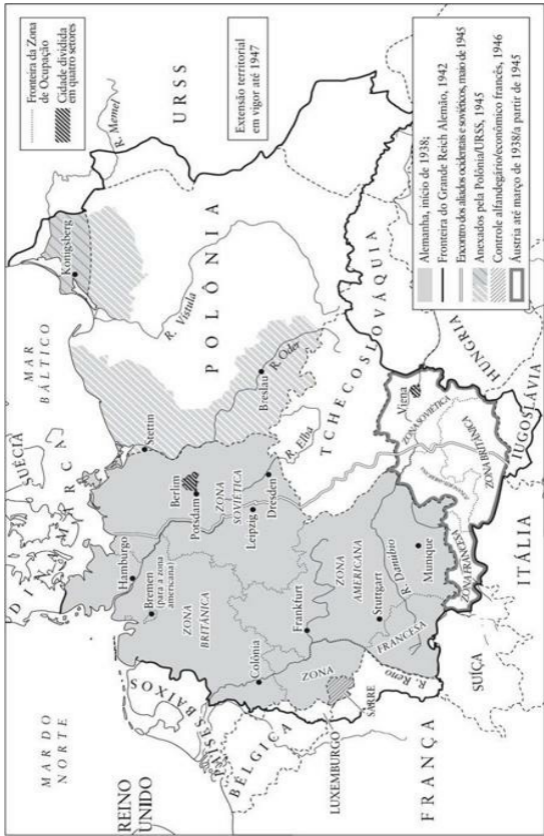 Fronteira da Zona
de Ocupação
Cidade dividida
em quatro setores
Extensão territorial
em vigor até 1947
Alemanha, início de 1938;
Fronteira do Grande Reich Alemão, 1942
Encontro dos aliados ocidentais e soviéticos, maio de 1945
Anexados pela Polônia/URSS, 1945
Controle alfandegário/econômico francês, 1946
Áustria até março de 1938/a partir de 1945
MAR DO
NORTE
DINAMARCA
SUÉCIA
MAR
BÁLTICO
Königsberg
R. Memel
URSS
REINO
UNIDO
PAÍSES BAIXOS
Hamburgo
Bremen
(para a zona
americana)
ZONA
BRITÂNICA
Stettin
Berlim
Potsdam
ZONA
SOVIÉTICA
Leipzig
Dresden
R. Elba
R. Vístula
POLÔNIA
Breslau
R. Oder
BÉLGICA
LUXEMBURGO
Colônia
Frankfurt
ZONA
FRANCESA
SARRE
R. Reno
ZONA
AMERICANA
Stuttgart
R. Danúbio
Munique
TCHECOSLOVÁQUIA
FRANÇA
SUÍÇA
ITÁLIA
ZONA FRANCESA
ZONA SOVIÉTICA
ZONA BRITÂNICA
Viena
HUNGRIA
IUGOSLÁVIA